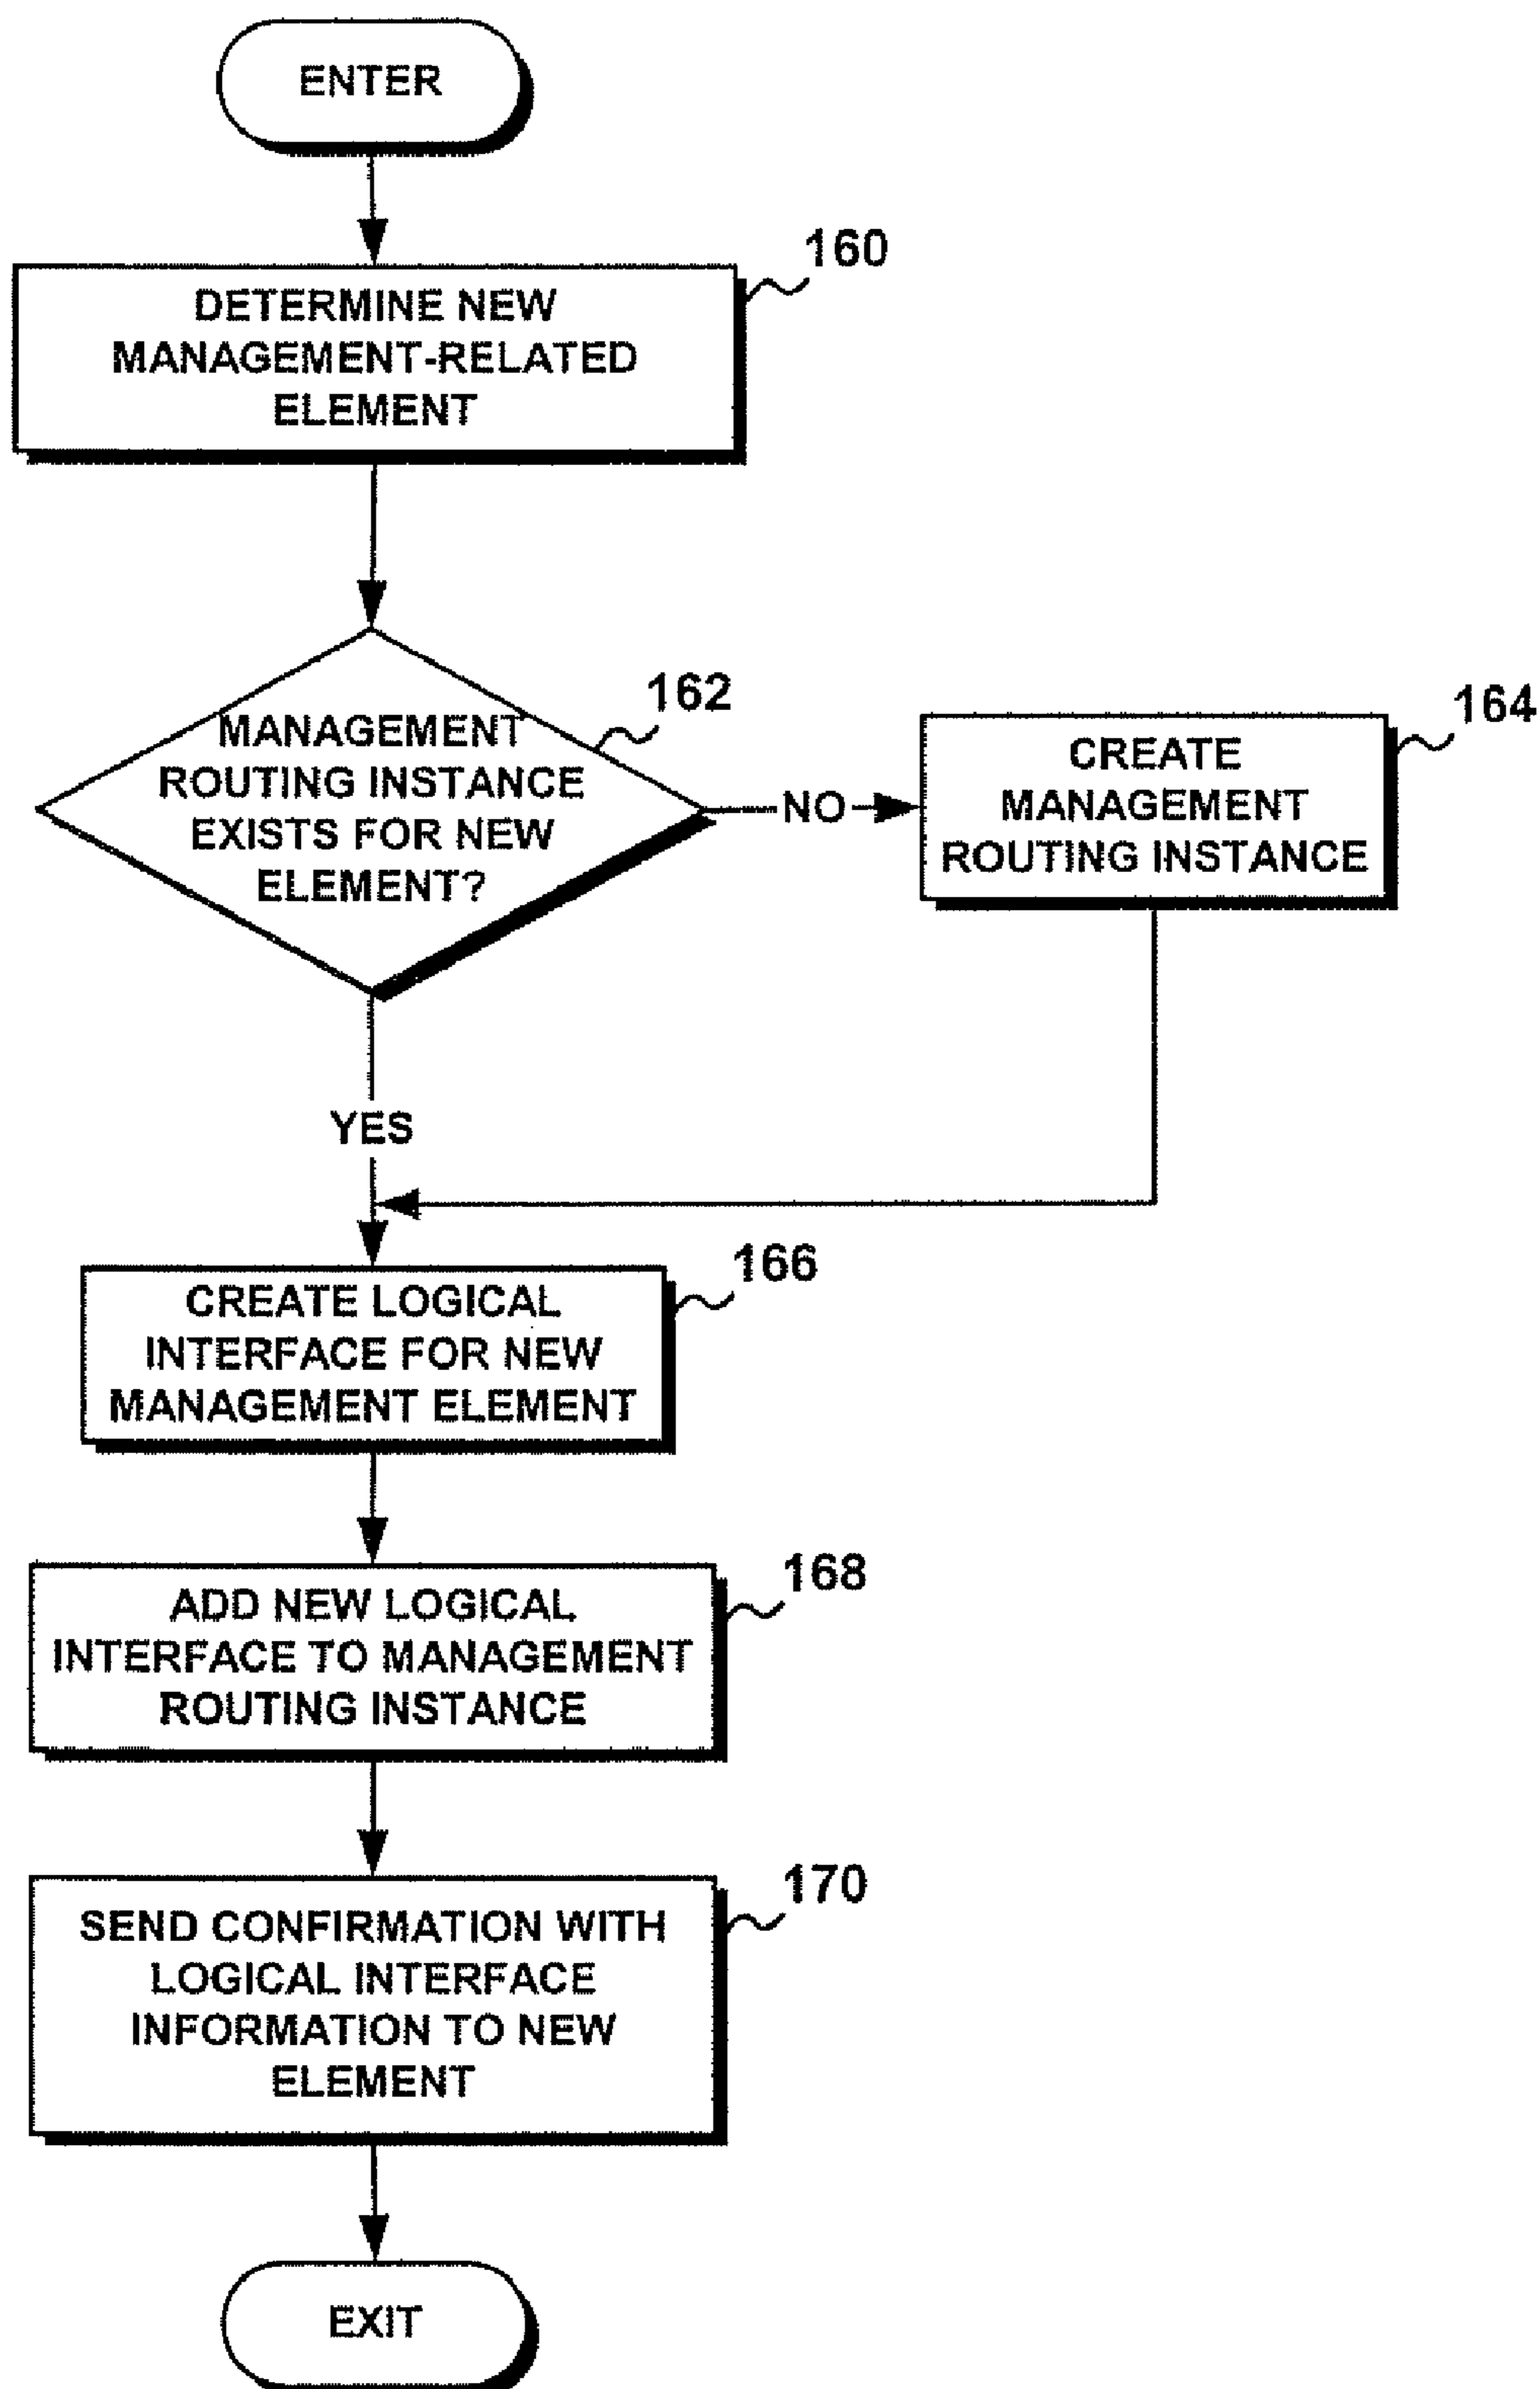 ENTER
160
DETERMINE NEW
MANAGEMENT-RELATED
ELEMENT
162
MANAGEMENT
ROUTING INSTANCE
EXISTS FOR NEW
ELEMENT?
NO
164
CREATE
MANAGEMENT
ROUTING INSTANCE
YES
166
CREATE LOGICAL
INTERFACE FOR NEW
MANAGEMENT ELEMENT
168
ADD NEW LOGICAL
INTERFACE TO MANAGEMENT
ROUTING INSTANCE
170
SEND CONFIRMATION WITH
LOGICAL INTERFACE
INFORMATION TO NEW
ELEMENT
EXIT